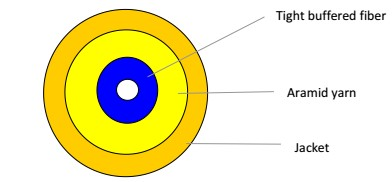 Tight buffered fiber
Aramid yarn
Jacket